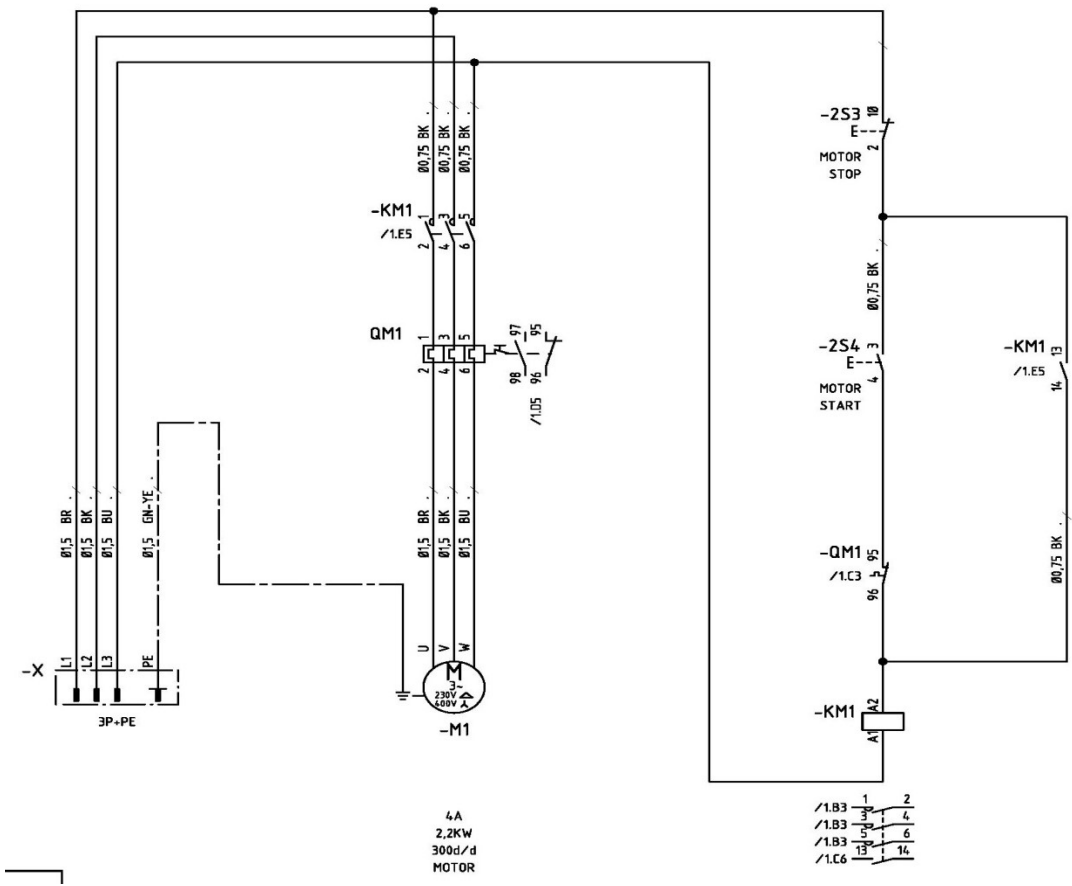 -2S3
10
E
2
MOTOR
STOP
Ø0,75 BK .
Ø0,75 BK .
Ø0,75 BK .
-KM1
/1.E5
1
3
5
2
4
6
Ø0,75 BK .
QM1
1
3
5
2
4
6
97
95
98
96
/1.D5
-2S4
3
E
4
MOTOR
START
-KM1
13
/1.E5
14
Ø1,5 BR .
Ø1,5 BK .
Ø1,5 BU .
Ø1,5 GN-YE .
Ø1,5 BR .
Ø1,5 BK .
Ø1,5 BU .
-QM1
95
/1.C3
96
Ø0,75 BK .
-X
L1
L2
L3
PE
3P+PE
U
V
W
M
3~
230V
400V
-M1
-KM1
A2
A1
4A
2,2KW
300d/d
MOTOR
/1.B3 1 2
/1.B3 3 4
/1.B3 5 6
/1.C6 13 14